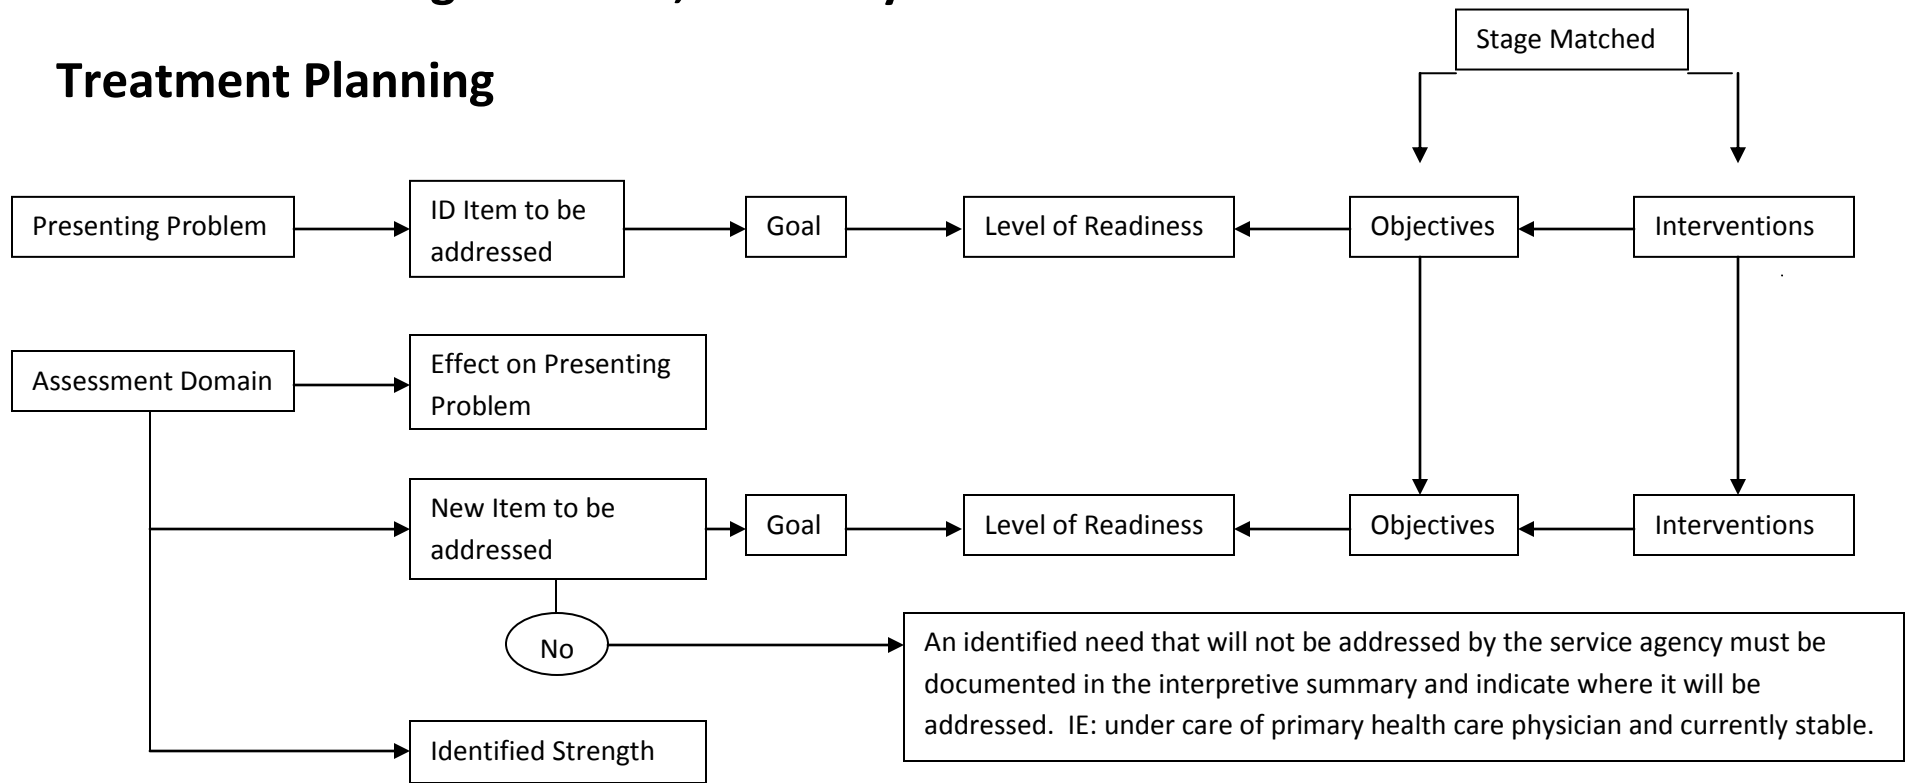 Treatment Planning
Stage Matched
Presenting Problem
ID Item to be
addressed
Goal
Level of Readiness
Objectives
Interventions
Assessment Domain
Effect on Presenting
Problem
New Item to be
addressed
Goal
Level of Readiness
Objectives
Interventions
No
An identified need that will not be addressed by the service agency must be
documented in the interpretive summary and indicate where it will be
addressed.  IE: under care of primary health care physician and currently stable.
Identified Strength